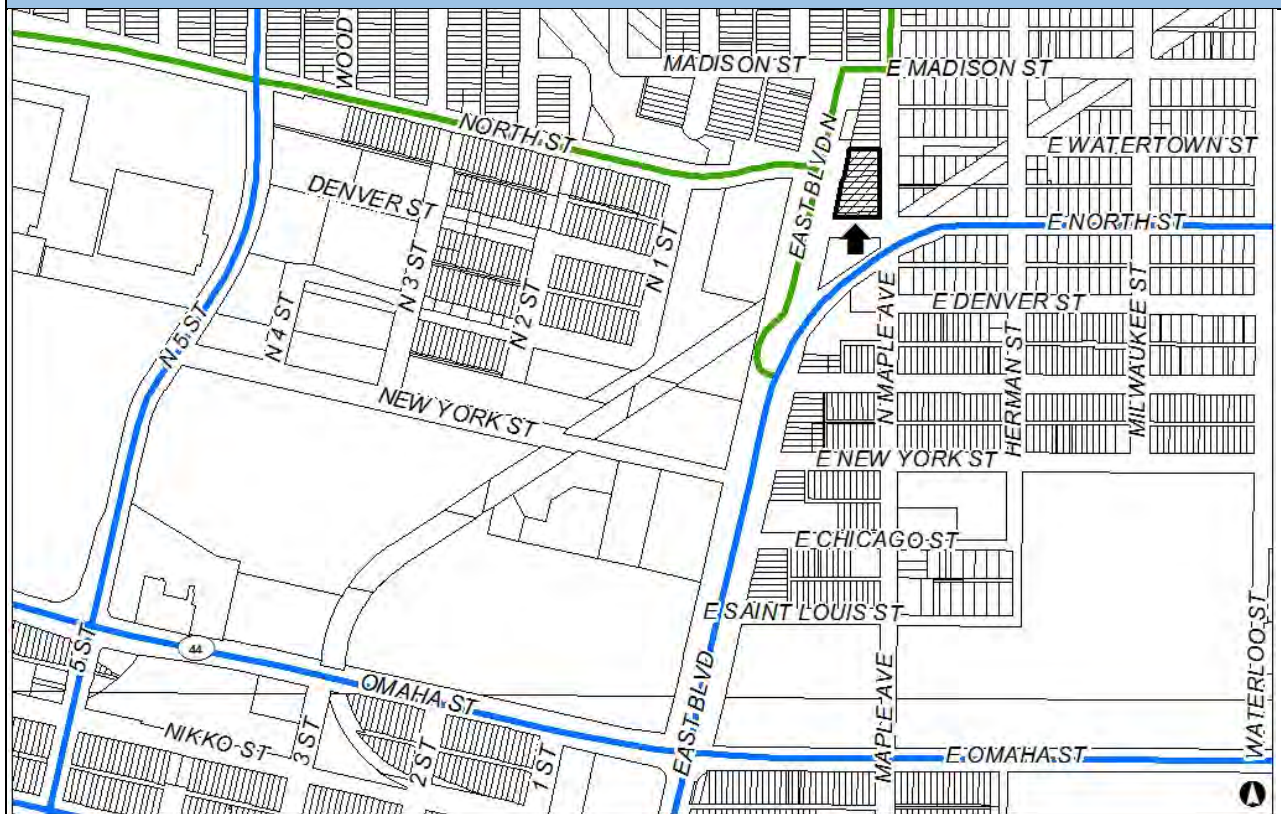 WOOD
MADISON ST
E MADISON ST
NORTH ST
EAST BLVD N
E WATERTOWN ST
DENVER ST
N 3 ST
N 2 ST
N 1 ST
E NORTH ST
N 5 ST
N 4 ST
N MAPLE AVE
E DENVER ST
HERMAN ST
MILWAUKEE ST
NEW YORK ST
E NEW YORK ST
E CHICAGO ST
E SAINT LOUIS ST
5 ST
44
OMAHA ST
EAST BLVD
MAPLE AVE
WATERLOO ST
NIKKO ST
3 ST
2 ST
1 ST
E OMAHA ST